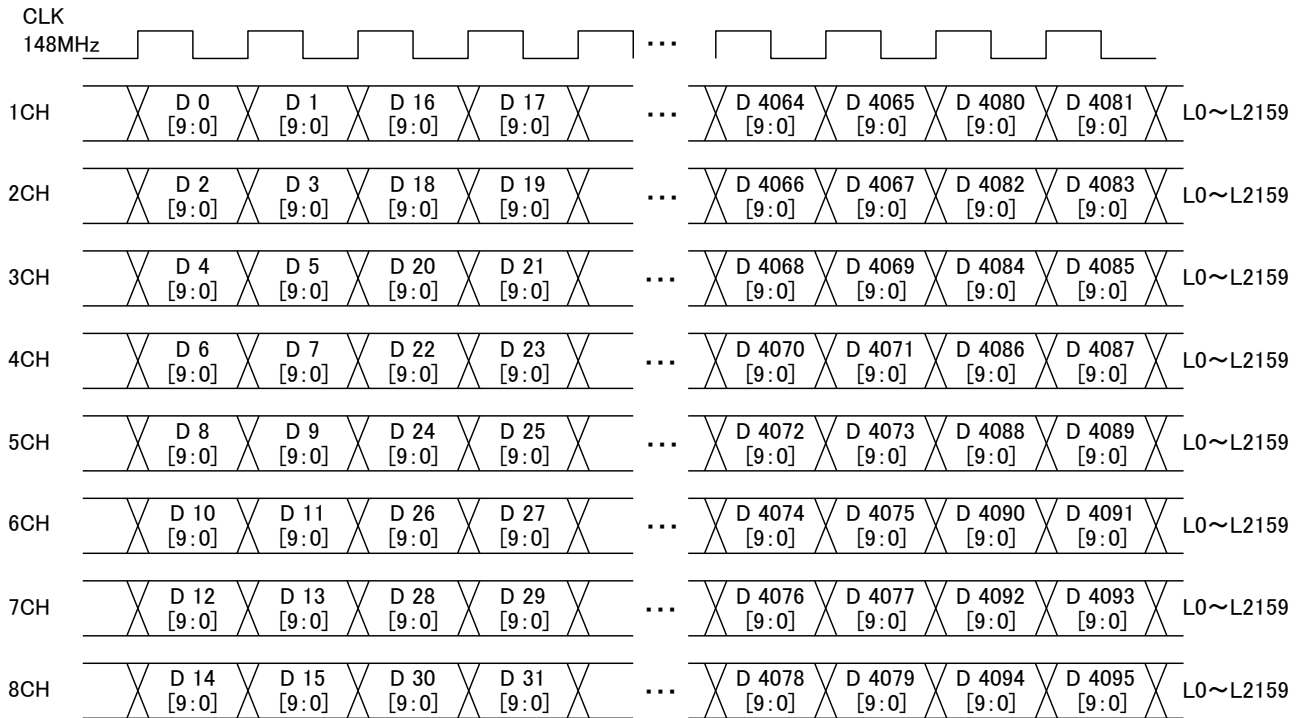 CLK
148MHz ...
1CH D 0 [9:0] D 1 [9:0] D 16 [9:0] D 17 [9:0] ... D 4064 [9:0] D 4065 [9:0] D 4080 [9:0] D 4081 [9:0] L0～L2159
2CH D 2 [9:0] D 3 [9:0] D 18 [9:0] D 19 [9:0] ... D 4066 [9:0] D 4067 [9:0] D 4082 [9:0] D 4083 [9:0] L0～L2159
3CH D 4 [9:0] D 5 [9:0] D 20 [9:0] D 21 [9:0] ... D 4068 [9:0] D 4069 [9:0] D 4084 [9:0] D 4085 [9:0] L0～L2159
4CH D 6 [9:0] D 7 [9:0] D 22 [9:0] D 23 [9:0] ... D 4070 [9:0] D 4071 [9:0] D 4086 [9:0] D 4087 [9:0] L0～L2159
5CH D 8 [9:0] D 9 [9:0] D 24 [9:0] D 25 [9:0] ... D 4072 [9:0] D 4073 [9:0] D 4088 [9:0] D 4089 [9:0] L0～L2159
6CH D 10 [9:0] D 11 [9:0] D 26 [9:0] D 27 [9:0] ... D 4074 [9:0] D 4075 [9:0] D 4090 [9:0] D 4091 [9:0] L0～L2159
7CH D 12 [9:0] D 13 [9:0] D 28 [9:0] D 29 [9:0] ... D 4076 [9:0] D 4077 [9:0] D 4092 [9:0] D 4093 [9:0] L0～L2159
8CH D 14 [9:0] D 15 [9:0] D 30 [9:0] D 31 [9:0] ... D 4078 [9:0] D 4079 [9:0] D 4094 [9:0] D 4095 [9:0] L0～L2159